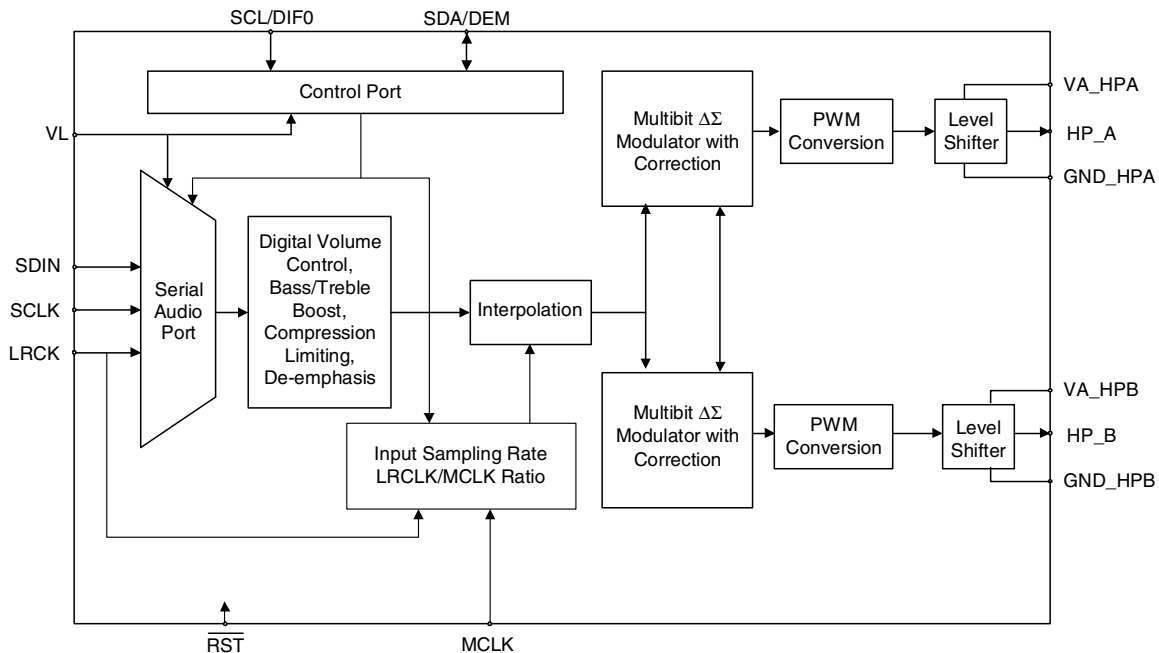 SCL/DIF0
SDA/DEM
Control Port
VL
SDIN
SCLK
LRCK
Serial
Audio
Port
Digital Volume
Control,
Bass/Treble
Boost,
Compression
Limiting,
De-emphasis
Interpolation
Input Sampling Rate
LRCLK/MCLK Ratio
Multibit ΔΣ
Modulator with
Correction
PWM
Conversion
Level
Shifter
VA_HPA
HP_A
GND_HPA
Multibit ΔΣ
Modulator with
Correction
PWM
Conversion
Level
Shifter
VA_HPB
HP_B
GND_HPB
RST
MCLK